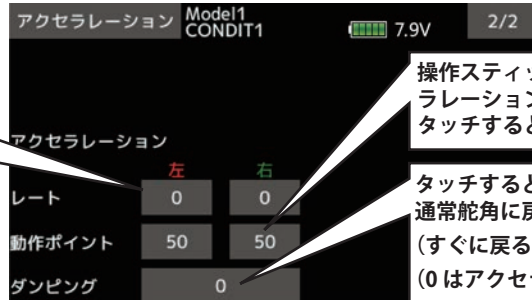 アクセラレーション Model1 CONDIT1 7.9V 2/2
アクセラレーション
左 右
レート 0 0
動作ポイント 50 50
ダンピング 0
操作スティッ
ラレーション
タッチすると
タッチすると
通常舵角に戻
(すぐに戻る
(0 はアクセ